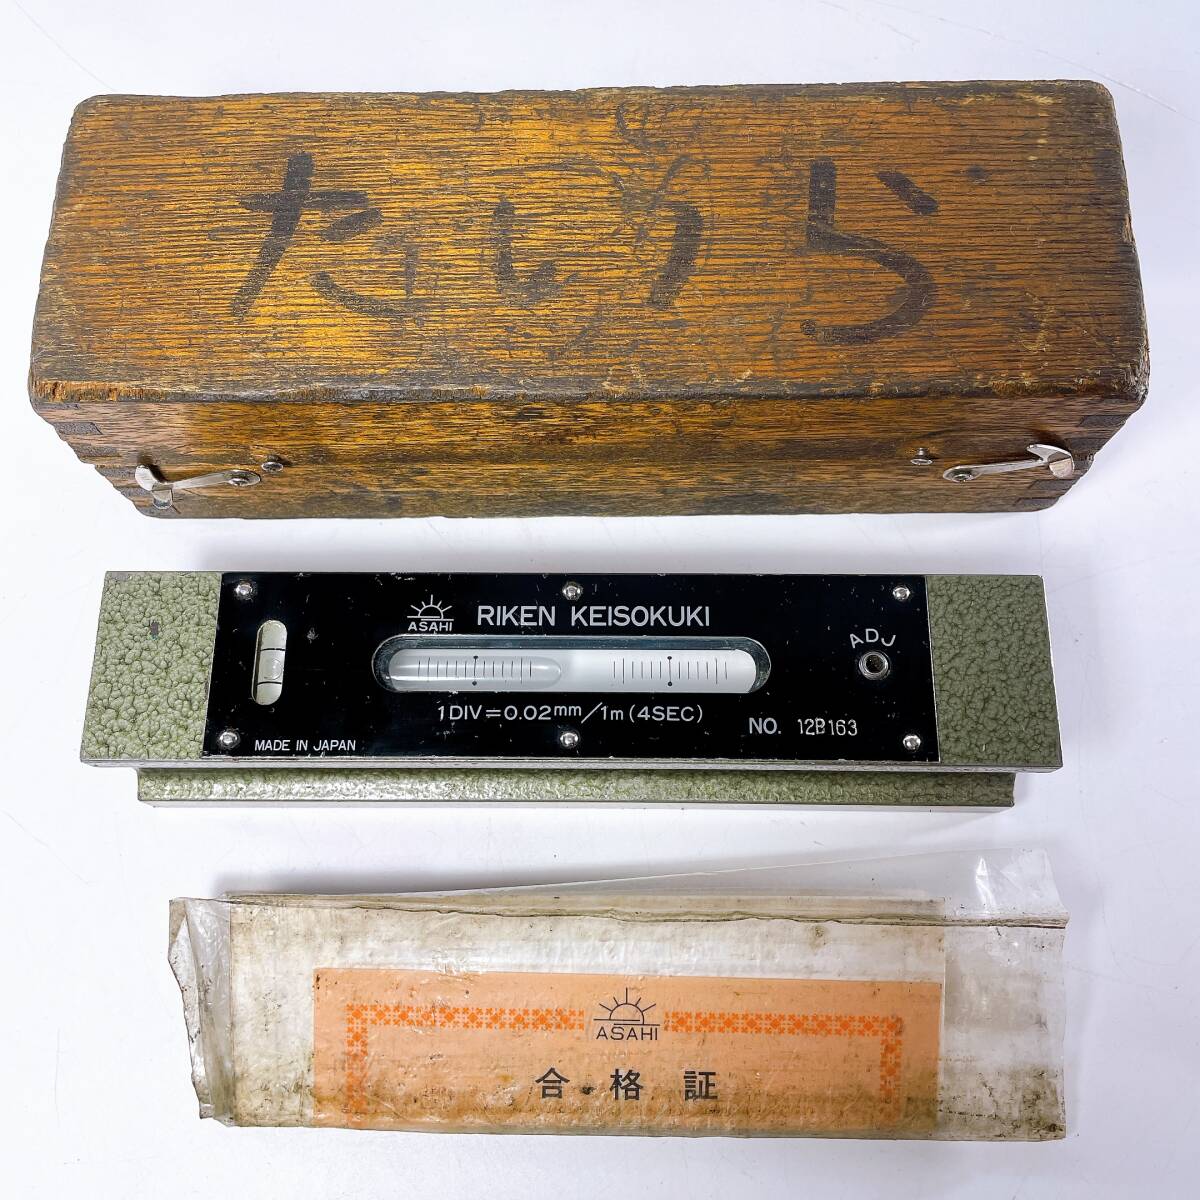 たいら
ASAHI
RIKEN KEISOKUKI
ADJ
1DIV=0.02mm/1m(4SEC)
NO. 12B163
MADE IN JAPAN
ASAHI
合格証